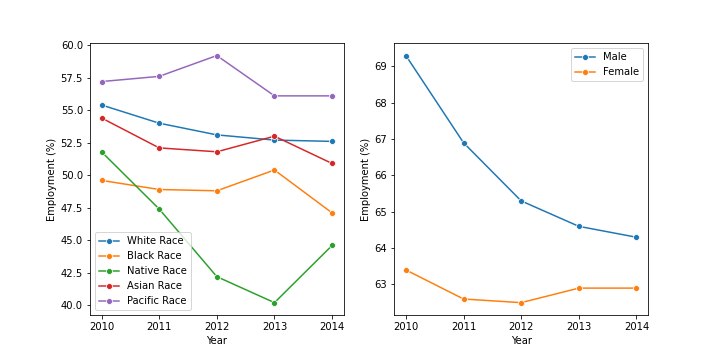 60.0
57.5
55.0
52.5
50.0
47.5
45.0
42.5
40.0
Employment (%)
White Race
Black Race
Native Race
Asian Race
Pacific Race
2010 2011 2012 2013 2014
Year
69
68
67
66
65
64
63
Employment (%)
Male
Female
2010 2011 2012 2013 2014
Year